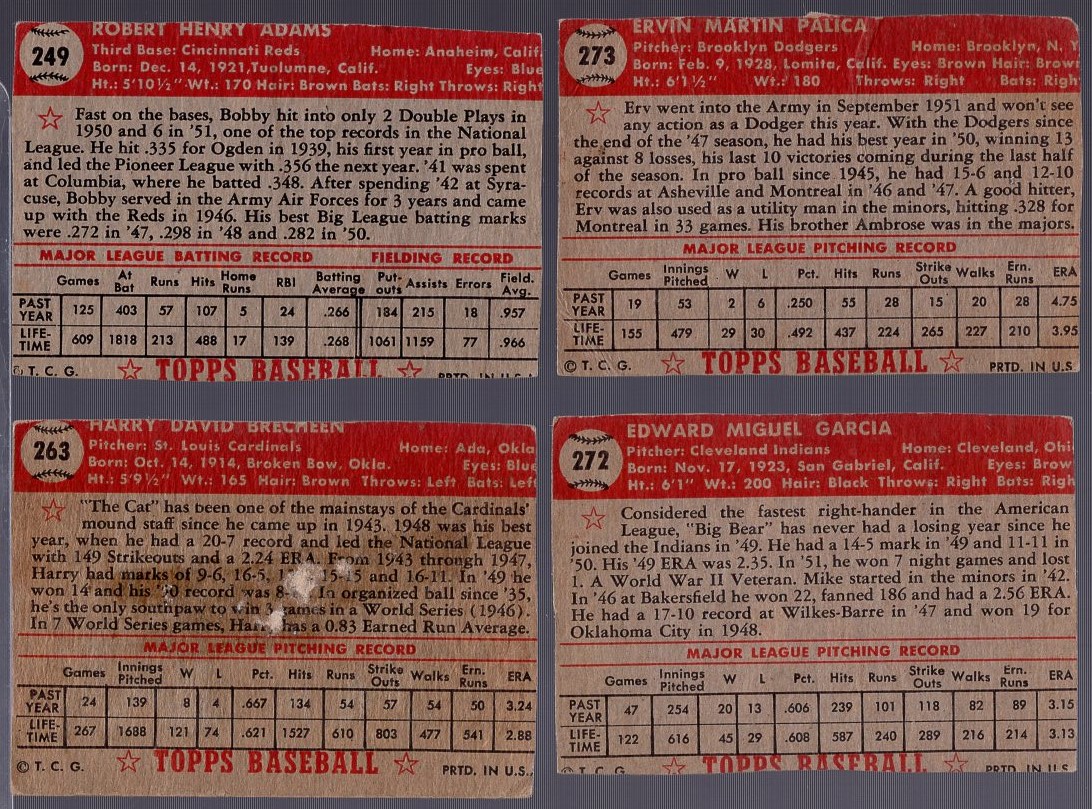 ROBERT HENRY ADAMS
249
Third Base: Cincinnati Reds Home: Anaheim, Calif.
Born: Dec. 14, 1921, Tuolumne, Calif. Eyes: Blue
Ht.: 5'10½" Wt.: 170 Hair: Brown Bats: Right Throws: Right
Fast on the bases, Bobby hit into only 2 Double Plays in
1950 and 6 in '51, one of the top records in the National
League. He hit .335 for Ogden in 1939, his first year in pro ball,
and led the Pioneer League with .356 the next year. '41 was spent
at Columbia, where he batted .348. After spending '42 at Syra-
cuse, Bobby served in the Army Air Forces for 3 years and came
up with the Reds in 1946. His best Big League batting marks
were .272 in '47, .298 in '48 and .282 in '50.
MAJOR LEAGUE BATTING RECORD FIELDING RECORD
Games At Bat Runs Hits Home Runs RBI Batting Average Put-outs Assists Errors Field. Avg.
PAST YEAR 125 403 57 107 5 24 .266 184 215 18 .957
LIFE-TIME 609 1818 213 488 17 139 .268 1061 1159 77 .966
© T. C. G. TOPPS BASEBALL PRTD. IN U.S.
ERVIN MARTIN PALICA
273
Pitcher: Brooklyn Dodgers Home: Brooklyn, N. Y
Born: Feb. 9, 1928, Lomita, Calif. Eyes: Brown Hair: Brown
Ht.: 6'1½" Wt.: 180 Throws: Right Bats: Right
Erv went into the Army in September 1951 and won't see
any action as a Dodger this year. With the Dodgers since
the end of the '47 season, he had his best year in '50, winning 13
against 8 losses, his last 10 victories coming during the last half
of the season. In pro ball since 1945, he had 15-6 and 12-10
records at Asheville and Montreal in '46 and '47. A good hitter,
Erv was also used as a utility man in the minors, hitting .328 for
Montreal in 33 games. His brother Ambrose was in the majors.
MAJOR LEAGUE PITCHING RECORD
Games Innings Pitched W L Pct. Hits Runs Strike Outs Walks Ern. Runs ERA
PAST YEAR 19 53 2 6 .250 55 28 15 20 28 4.75
LIFE-TIME 155 479 29 30 .492 437 224 265 227 210 3.95
© T. C. G. TOPPS BASEBALL PRTD. IN U.S
HARRY DAVID BRECHEEN
263
Pitcher: St. Louis Cardinals Home: Ada, Okla
Born: Oct. 14, 1914, Broken Bow, Okla. Eyes: Blue
Ht.: 5'9½" Wt.: 165 Hair: Brown Throws: Left Bats: Left
"The Cat" has been one of the mainstays of the Cardinals'
mound staff since he came up in 1943. 1948 was his best
year, when he had a 20-7 record and led the National League
with 149 Strikeouts and a 2.24 ERA. From 1943 through 1947,
Harry had marks of 9-6, 16-5, 15-15 and 16-11. In '49 he
won 14 and his '50 record was In organized ball since '35,
he's the only southpaw to win 3 games in a World Series (1946).
In 7 World Series games, Harry has a 0.83 Earned Run Average.
MAJOR LEAGUE PITCHING RECORD
Games Innings Pitched W L Pct. Hits Runs Strike Outs Walks Ern. Runs ERA
PAST YEAR 24 139 8 4 .667 134 54 57 54 50 3.24
LIFE-TIME 267 1688 121 74 .621 1527 610 803 477 541 2.88
© T. C. G. TOPPS BASEBALL PRTD. IN U.S.
EDWARD MIGUEL GARCIA
272
Pitcher: Cleveland Indians Home: Cleveland, Ohi
Born: Nov. 17, 1923, San Gabriel, Calif. Eyes: Brow
Ht.: 6'1" Wt.: 200 Hair: Black Throws: Right Bats: Righ
Considered the fastest right-hander in the American
League, "Big Bear" has never had a losing year since he
joined the Indians in '49. He had a 14-5 mark in '49 and 11-11 in
'50. His '49 ERA was 2.35. In '51, he won 7 night games and lost
1. A World War II Veteran. Mike started in the minors in '42.
In '46 at Bakersfield he won 22, fanned 186 and had a 2.56 ERA.
He had a 17-10 record at Wilkes-Barre in '47 and won 19 for
Oklahoma City in 1948.
MAJOR LEAGUE PITCHING RECORD
Games Innings Pitched W L Pct. Hits Runs Strike Outs Walks Ern. Runs ERA
PAST YEAR 47 254 20 13 .606 239 101 118 82 89 3.15
LIFE-TIME 122 616 45 29 .608 587 240 289 216 214 3.13
© T. C. G. TOPPS BASEBALL PRTD. IN U.S.